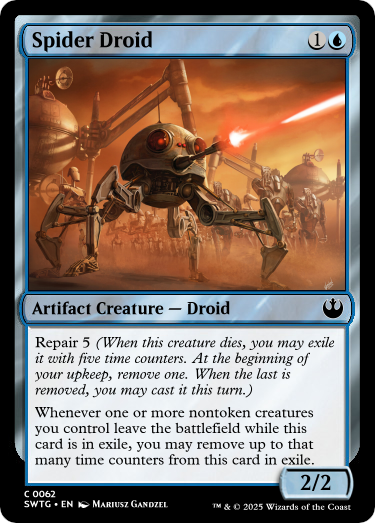 Spider Droid 1
Artifact Creature — Droid
Repair 5 (When this creature dies, you may exile
it with five time counters. At the beginning of
your upkeep, remove one. When the last is
removed, you may cast it this turn.)
Whenever one or more nontoken creatures
you control leave the battlefield while this
card is in exile, you may remove up to that
many time counters from this card in exile.
2/2
C 0062
SWTG • EN Mariusz Gandzel
™ & © 2025 Wizards of the Coast